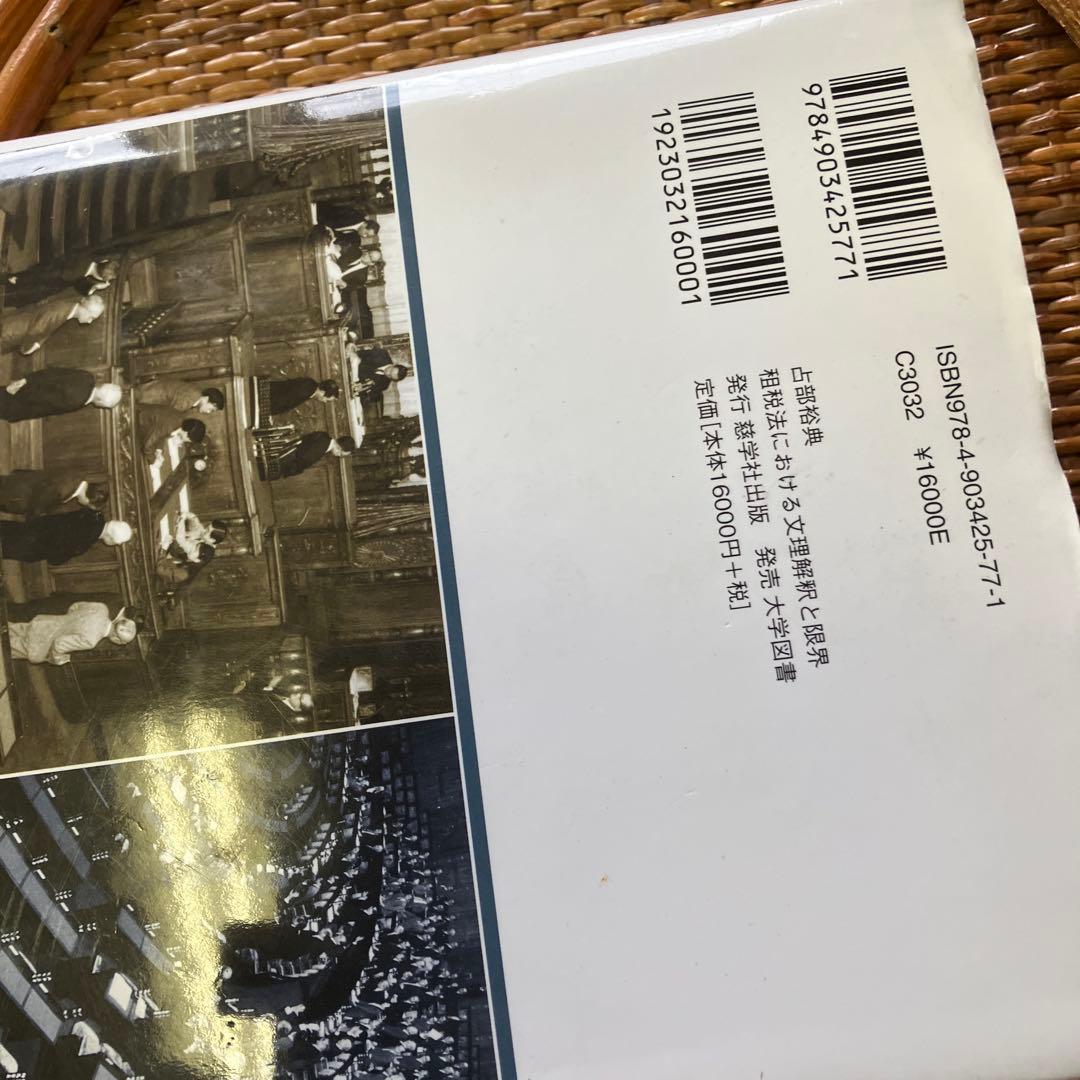 9784903425771
1923032160001
ISBN978-4-903425-77-1
C3032 ¥16000E
占部裕典
租税法における文理解釈と限界
発行 慈学社出版 発売 大学図書
定価[本体16000円+税]